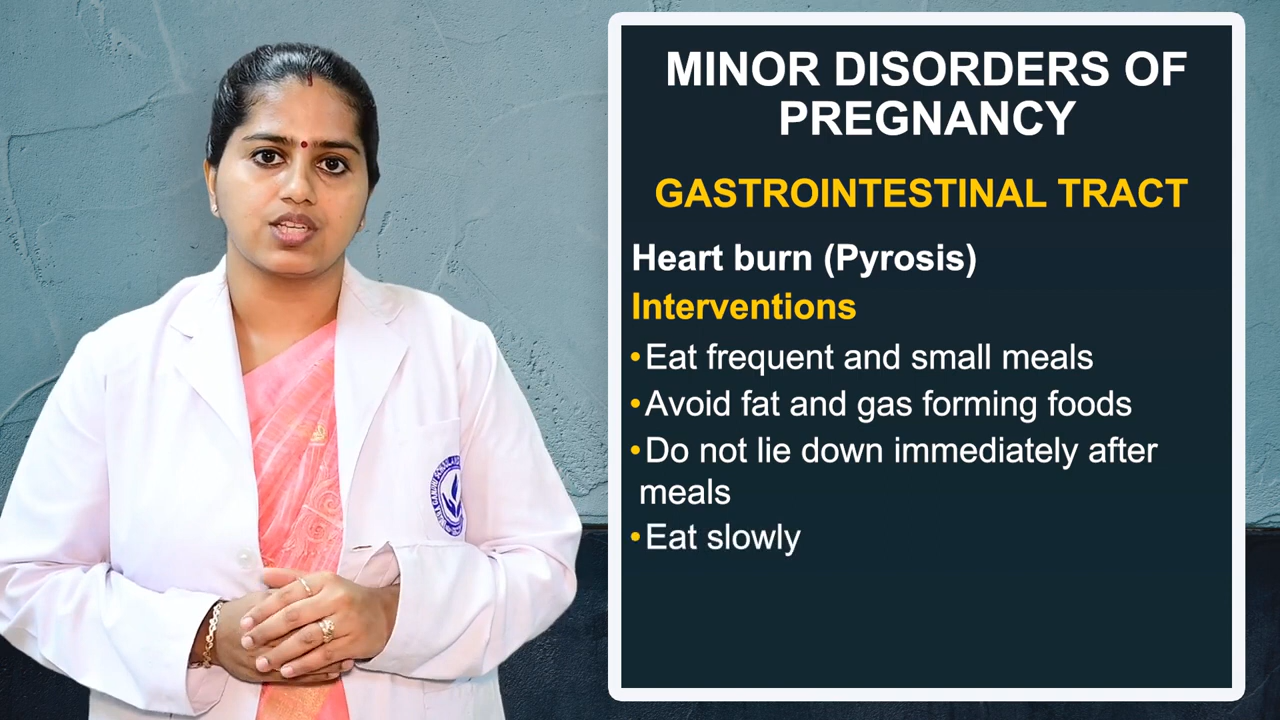 MINOR DISORDERS OF
PREGNANCY
GASTROINTESTINAL TRACT
Heart burn (Pyrosis)
Interventions
•Eat frequent and small meals
•Avoid fat and gas forming foods
•Do not lie down immediately after
meals
•Eat slowly